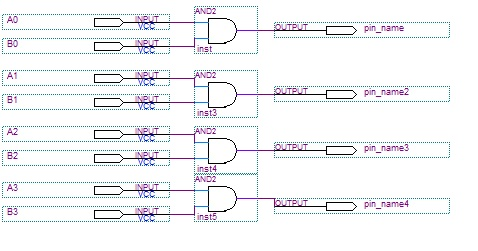 AND2
A0 INPUT VCC
OUTPUT pin_name
B0 INPUT VCC
inst
AND2
A1 INPUT VCC
OUTPUT pin_name2
B1 INPUT VCC
inst3
A2 INPUT VCC
AND2
OUTPUT pin_name3
B2 INPUT VCC
inst4
AND2
A3 INPUT VCC
OUTPUT pin_name4
B3 INPUT VCC
inst5